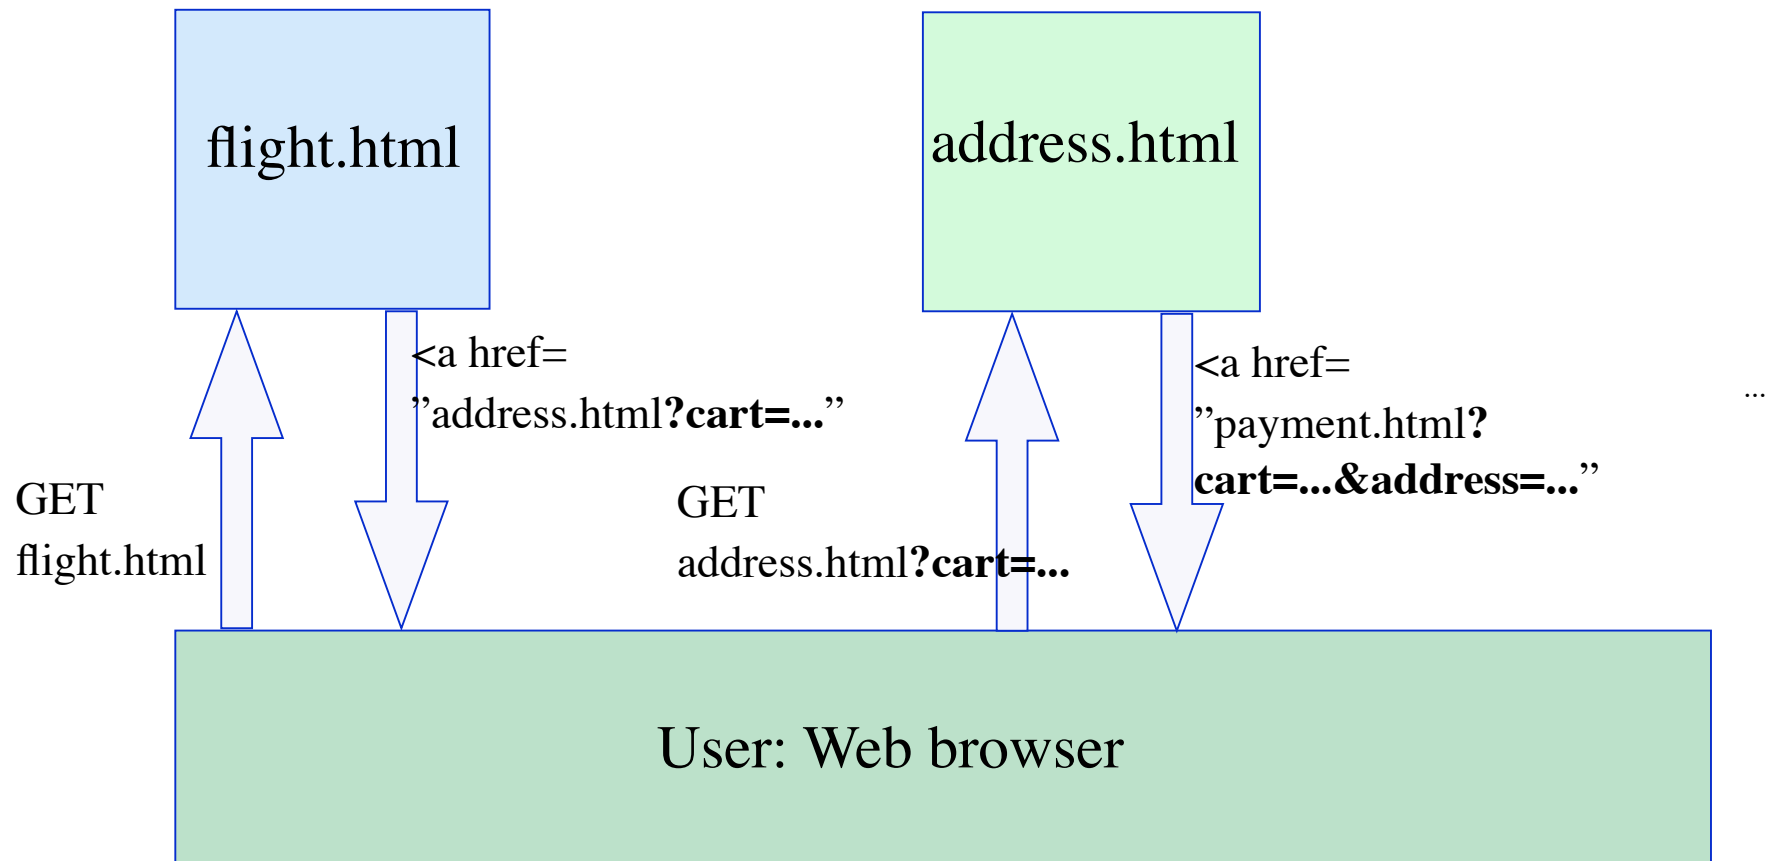 flight.html
address.html
<a href=
”address.html?cart=...”
<a href=
”payment.html?
cart=...&address=...”
...
GET
flight.html
GET
address.html?cart=...
User: Web browser